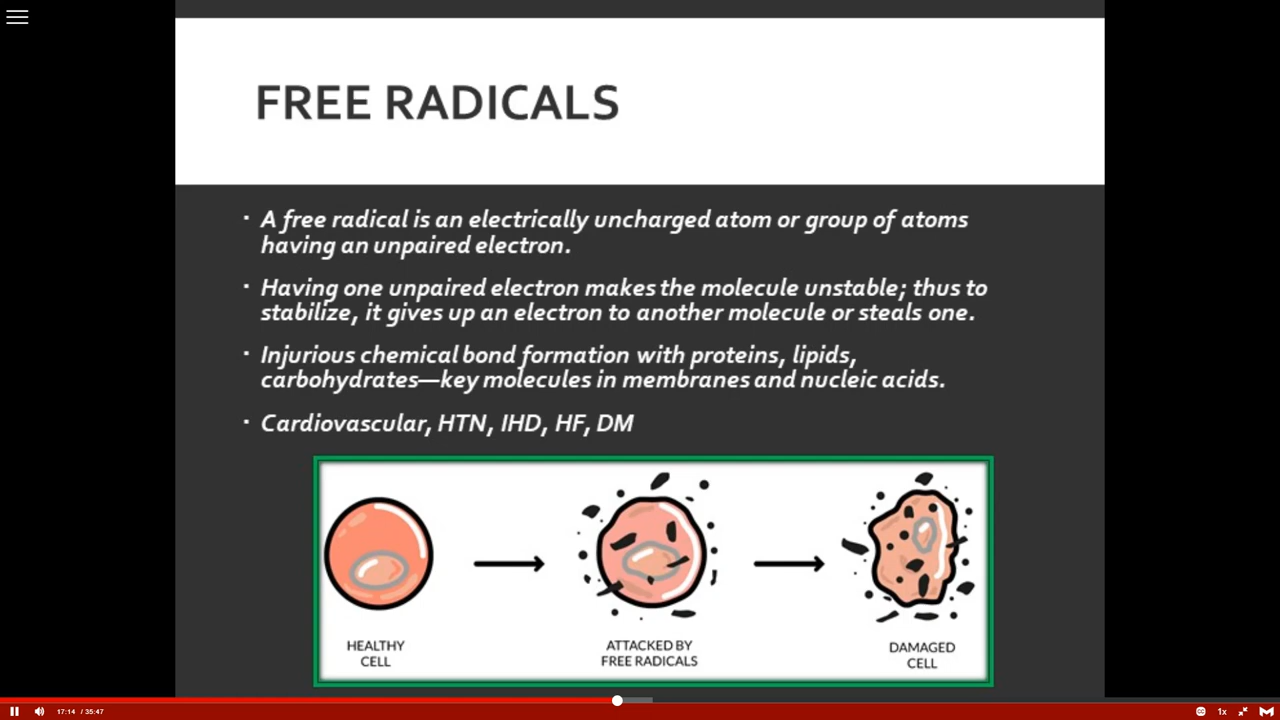 FREE RADICALS
▪ A free radical is an electrically uncharged atom or group of atoms
having an unpaired electron.
▪ Having one unpaired electron makes the molecule unstable; thus to
stabilize, it gives up an electron to another molecule or steals one.
▪ Injurious chemical bond formation with proteins, lipids,
carbohydrates—key molecules in membranes and nucleic acids.
▪ Cardiovascular, HTN, IHD, HF, DM
HEALTHY
CELL
ATTACKED BY
FREE RADICALS
DAMAGED
CELL
17:14 / 35:47
1x